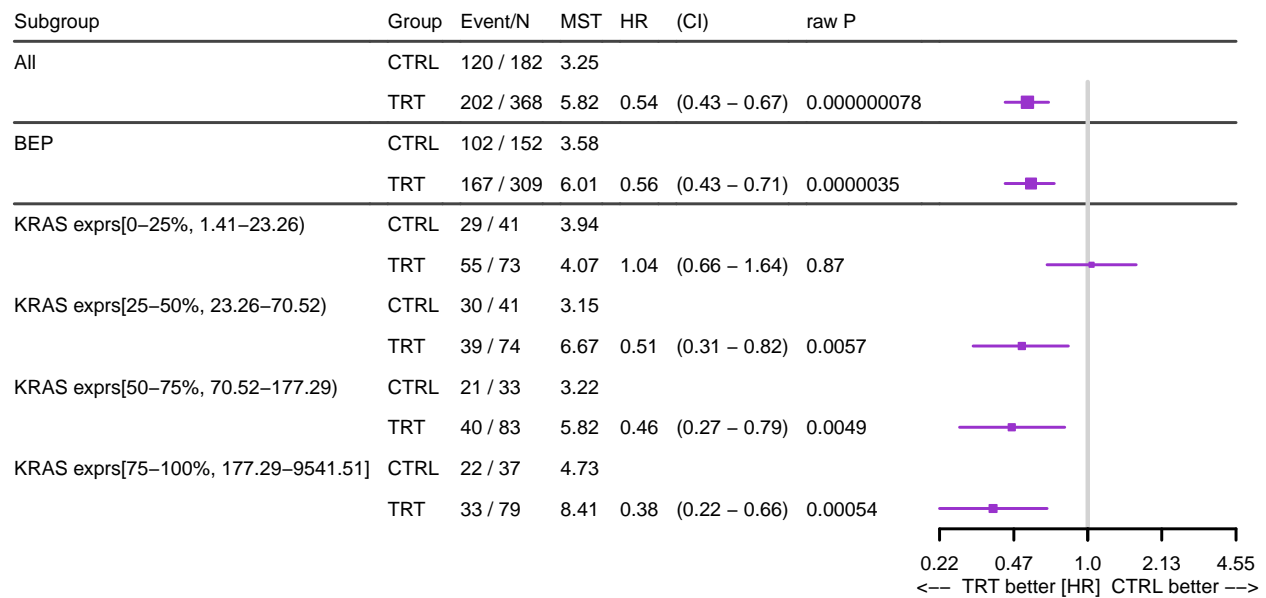 Subgroup Group Event/N MST HR (CI) raw P
All CTRL 120 / 182 3.25
TRT 202 / 368 5.82 0.54 (0.43 − 0.67) 0.000000078
BEP CTRL 102 / 152 3.58
TRT 167 / 309 6.01 0.56 (0.43 − 0.71) 0.0000035
KRAS exprs[0−25%, 1.41−23.26) CTRL 29 / 41 3.94
TRT 55 / 73 4.07 1.04 (0.66 − 1.64) 0.87
KRAS exprs[25−50%, 23.26−70.52) CTRL 30 / 41 3.15
TRT 39 / 74 6.67 0.51 (0.31 − 0.82) 0.0057
KRAS exprs[50−75%, 70.52−177.29) CTRL 21 / 33 3.22
TRT 40 / 83 5.82 0.46 (0.27 − 0.79) 0.0049
KRAS exprs[75−100%, 177.29−9541.51] CTRL 22 / 37 4.73
TRT 33 / 79 8.41 0.38 (0.22 − 0.66) 0.00054
0.22 0.47 1.0 2.13 4.55
<−− TRT better [HR] CTRL better −−>